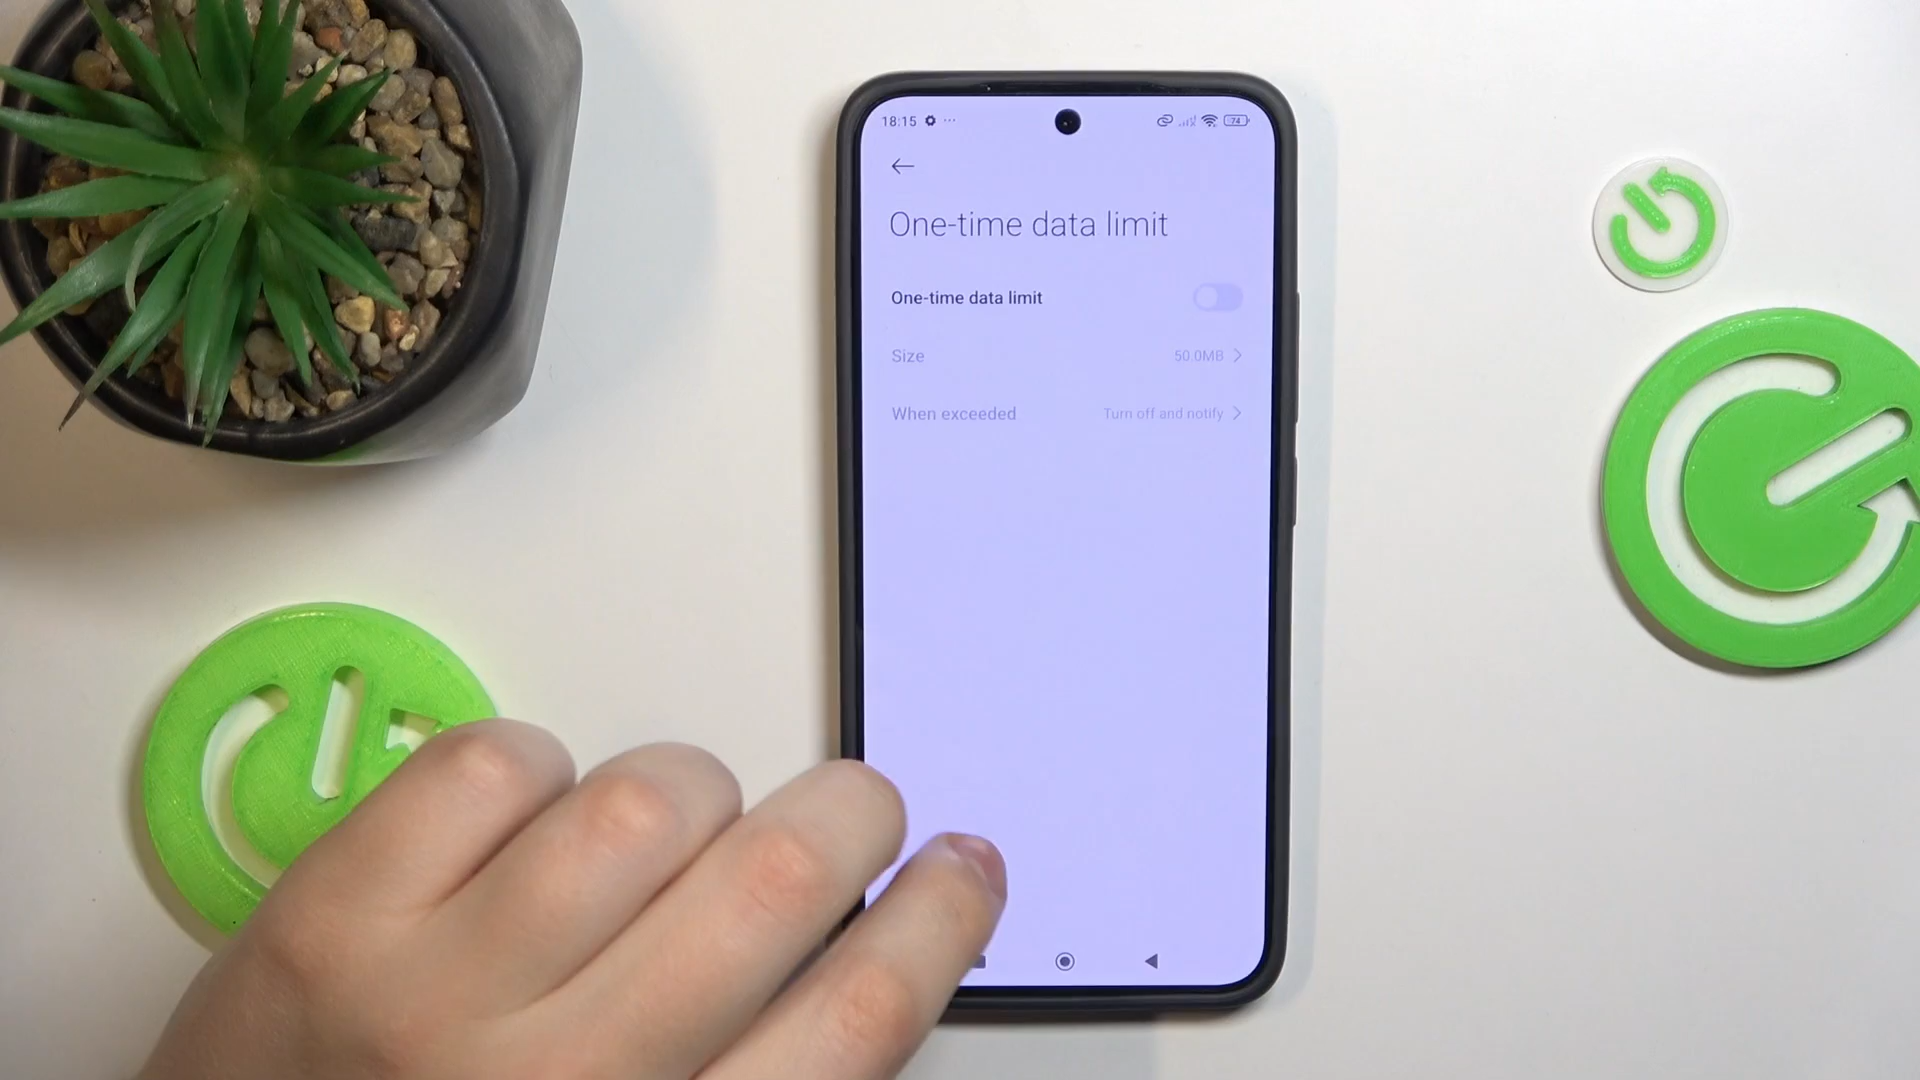 18:15
74
One-time data limit
One-time data limit
Size 50.0MB
When exceeded Turn off and notify